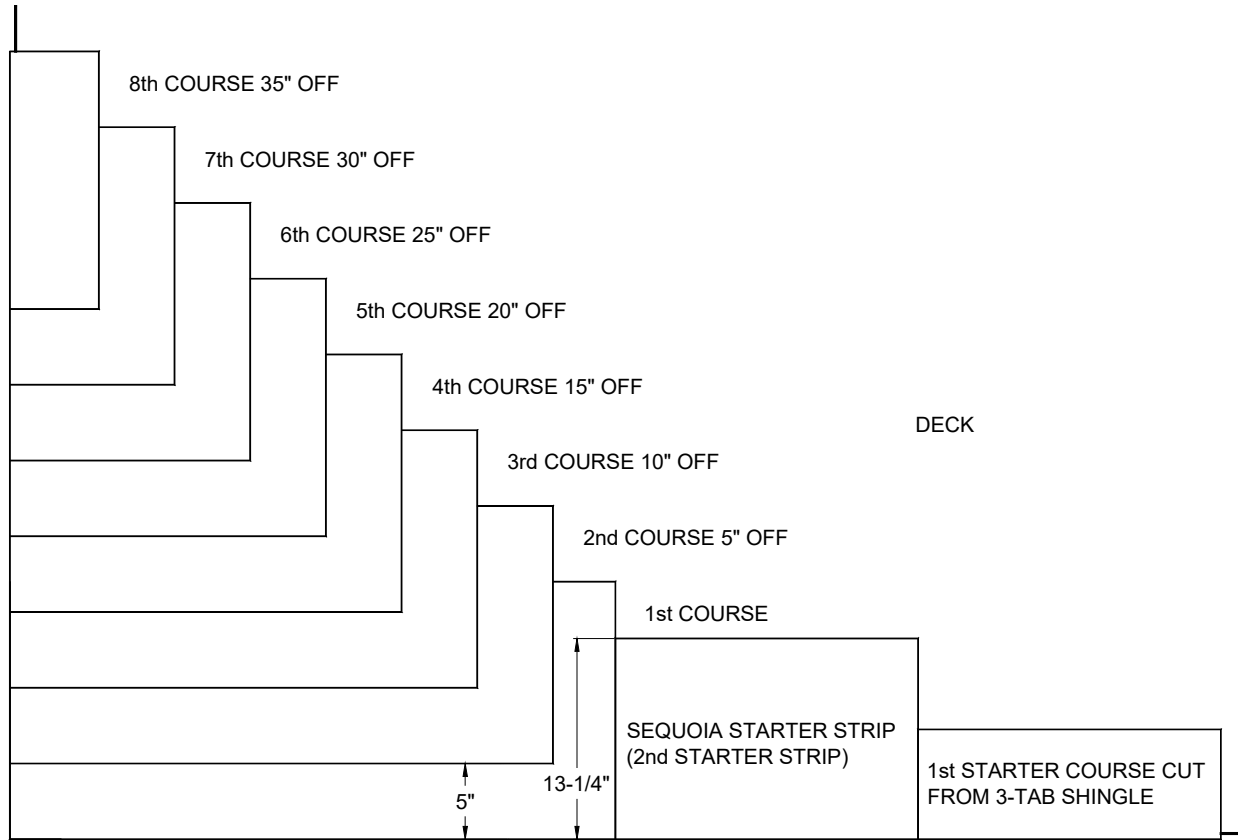 8th COURSE 35" OFF
7th COURSE 30" OFF
6th COURSE 25" OFF
5th COURSE 20" OFF
4th COURSE 15" OFF
DECK
3rd COURSE 10" OFF
2nd COURSE 5" OFF
1st COURSE
SEQUOIA STARTER STRIP
(2nd STARTER STRIP)
13-1/4"
5"
1st STARTER COURSE CUT
FROM 3-TAB SHINGLE